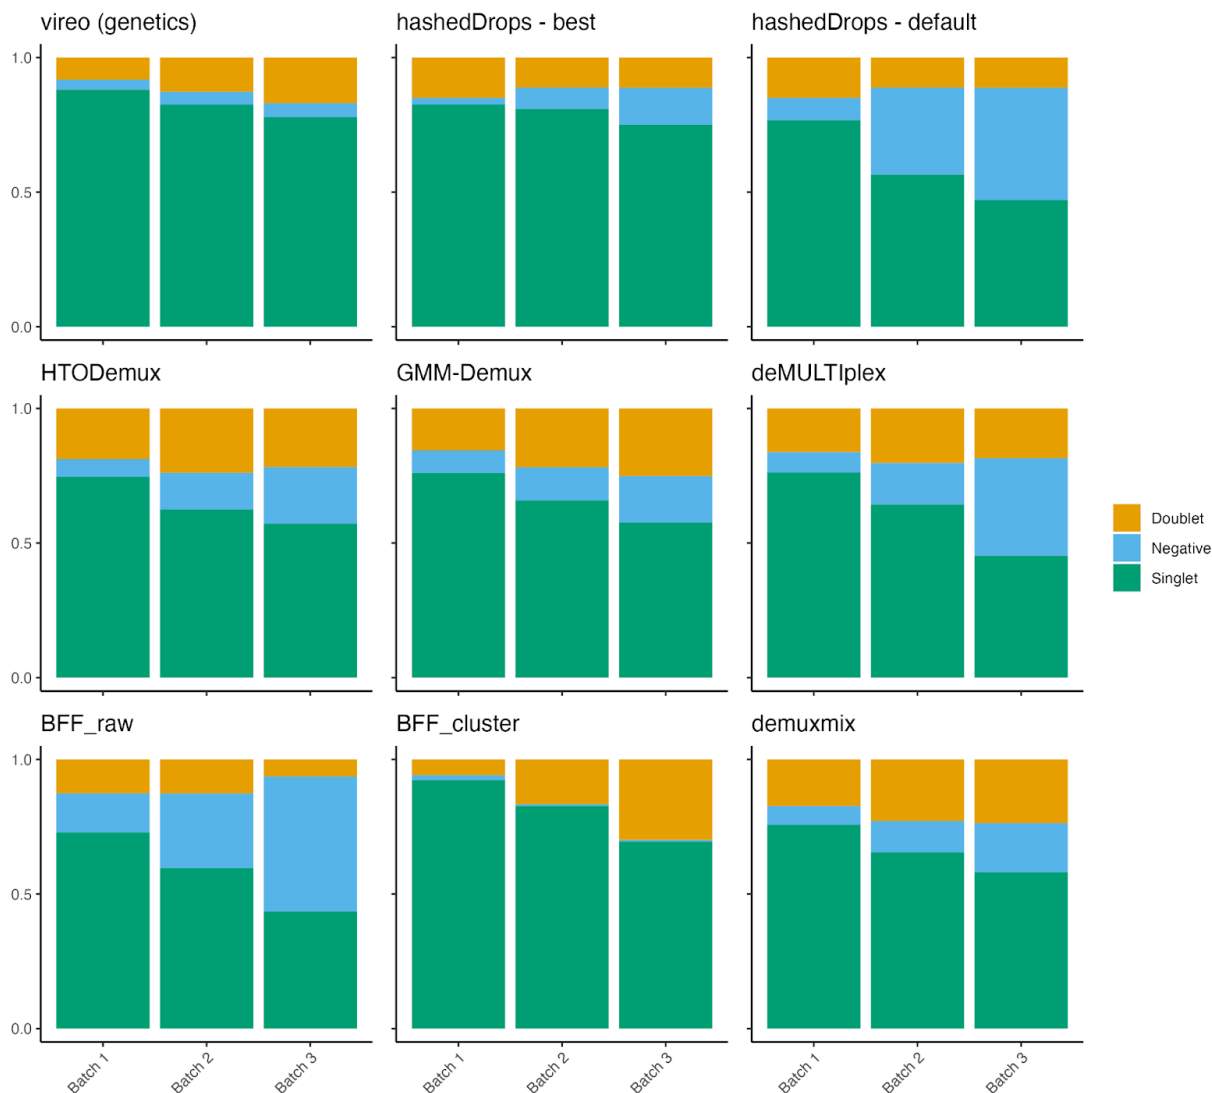 vireo (genetics)
hashedDrops - best
hashedDrops - default
1.0
0.5
0.0
HTODemux
GMM-Demux
deMULTIplex
1.0
0.5
0.0
Doublet
Negative
Singlet
BFF_raw
BFF_cluster
demuxmix
1.0
0.5
0.0
Batch 1
Batch 2
Batch 3
Batch 1
Batch 2
Batch 3
Batch 1
Batch 2
Batch 3